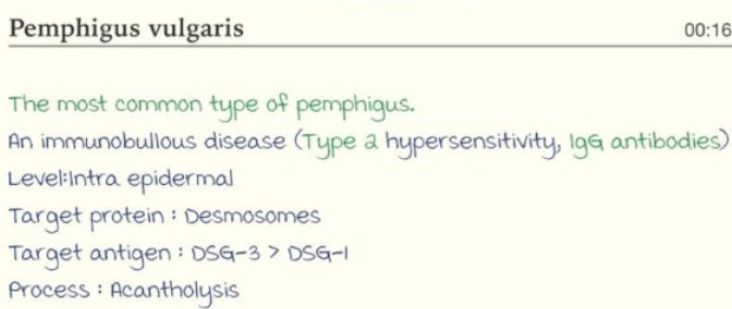 Pemphigus vulgaris 00:16
The most common type of pemphigus.
An immunobullous disease (Type 2 hypersensitivity, IgG antibodies)
Level:Intra epidermal
Target protein : Desmosomes
Target antigen : DSG-3 > DSG-1
Process : Acantholysis